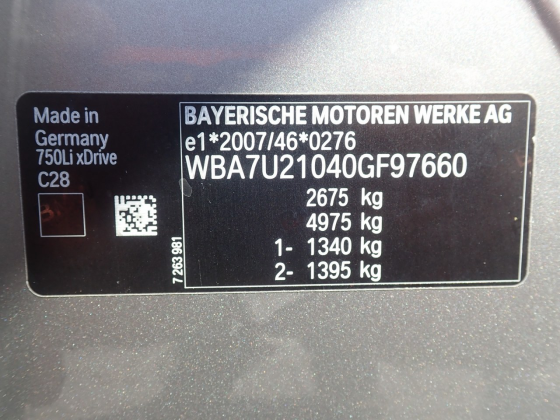 Made in
Germany
750Li xDrive
C28
7 263 981
BAYERISCHE MOTOREN WERKE AG
e1*2007/46*0276
WBA7U21040GF97660
2675 kg
4975 kg
1- 1340 kg
2- 1395 kg